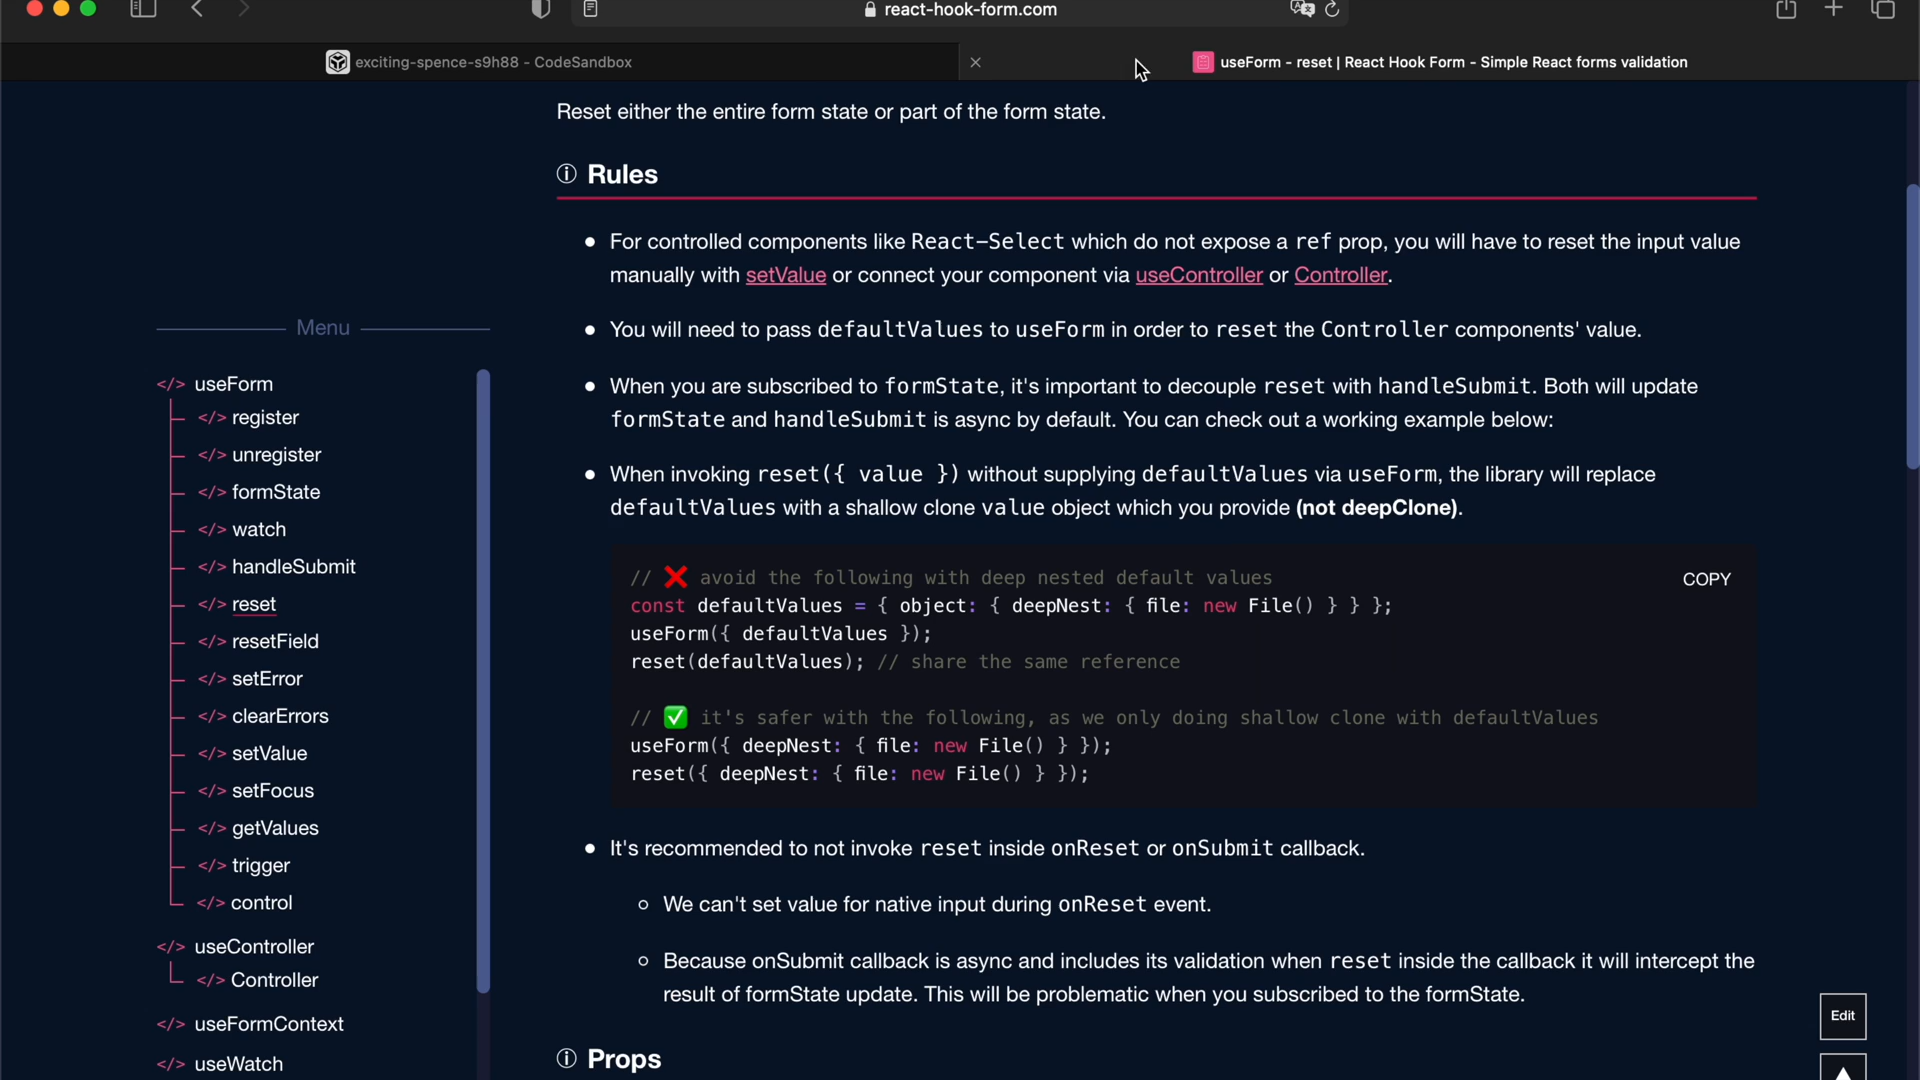 react-hook-form.com
exciting-spence-s9h88 - CodeSandbox
useForm - reset | React Hook Form - Simple React forms validation
Reset either the entire form state or part of the form state.
Rules
For controlled components like React-Select which do not expose a ref prop, you will have to reset the input value
manually with setValue or connect your component via useController or Controller.
You will need to pass defaultValues to useForm in order to reset the Controller components' value.
When you are subscribed to formState, it's important to decouple reset with handleSubmit. Both will update
formState and handleSubmit is async by default. You can check out a working example below:
When invoking reset({ value }) without supplying defaultValues via useForm, the library will replace
defaultValues with a shallow clone value object which you provide (not deepClone).
COPY
// ❌ avoid the following with deep nested default values
const defaultValues = { object: { deepNest: { file: new File() } } };
useForm({ defaultValues });
reset(defaultValues); // share the same reference
// ✅ it's safer with the following, as we only doing shallow clone with defaultValues
useForm({ deepNest: { file: new File() } });
reset({ deepNest: { file: new File() } });
It's recommended to not invoke reset inside onReset or onSubmit callback.
We can't set value for native input during onReset event.
Because onSubmit callback is async and includes its validation when reset inside the callback it will intercept the
result of formState update. This will be problematic when you subscribed to the formState.
Props
Menu
</> useForm
</> register
</> unregister
</> formState
</> watch
</> handleSubmit
</> reset
</> resetField
</> setError
</> clearErrors
</> setValue
</> setFocus
</> getValues
</> trigger
</> control
</> useController
</> Controller
</> useFormContext
</> useWatch
Edit